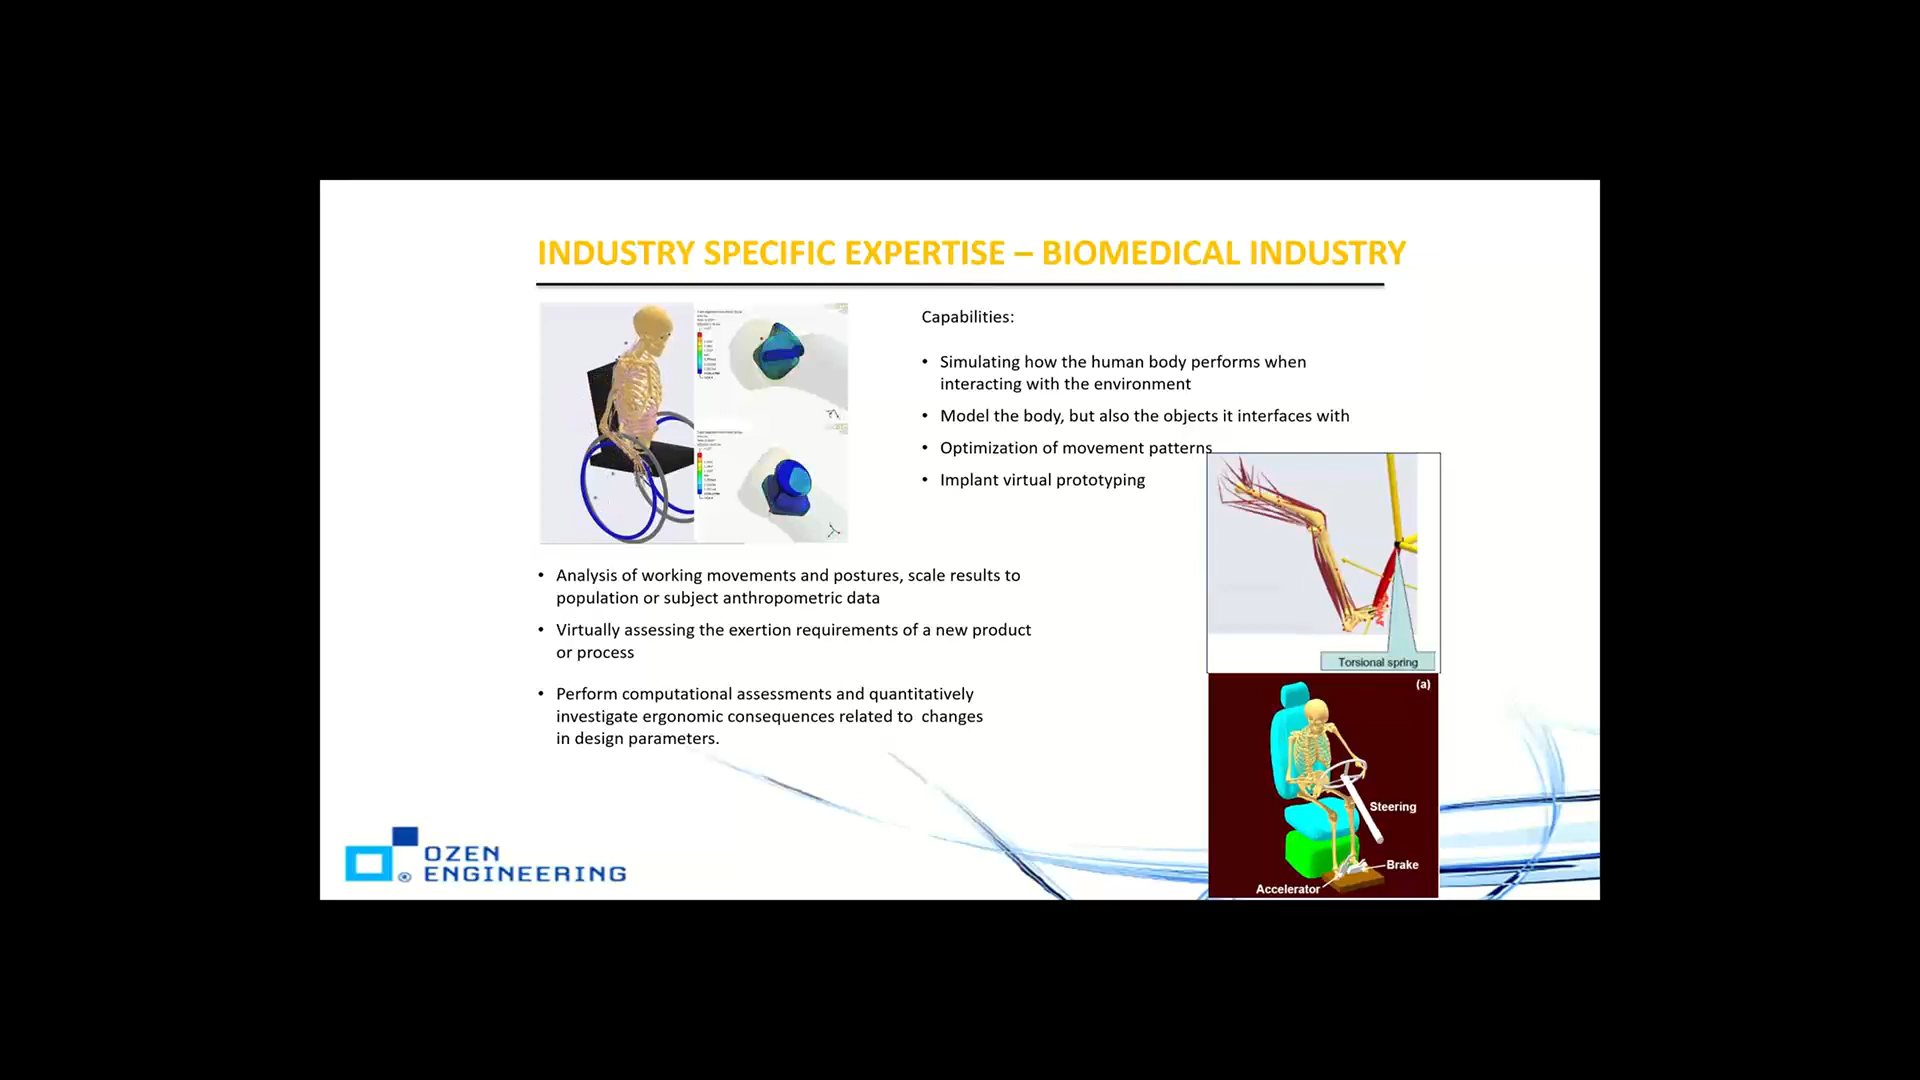 INDUSTRY SPECIFIC EXPERTISE – BIOMEDICAL INDUSTRY
Capabilities:
• Simulating how the human body performs when
interacting with the environment
• Model the body, but also the objects it interfaces with
• Optimization of movement patterns
• Implant virtual prototyping
• Analysis of working movements and postures, scale results to
population or subject anthropometric data
• Virtually assessing the exertion requirements of a new product
or process
• Perform computational assessments and quantitatively
investigate ergonomic consequences related to  changes
in design parameters.
Torsional spring
(a)
Steering
Brake
Accelerator
OZEN
® ENGINEERING